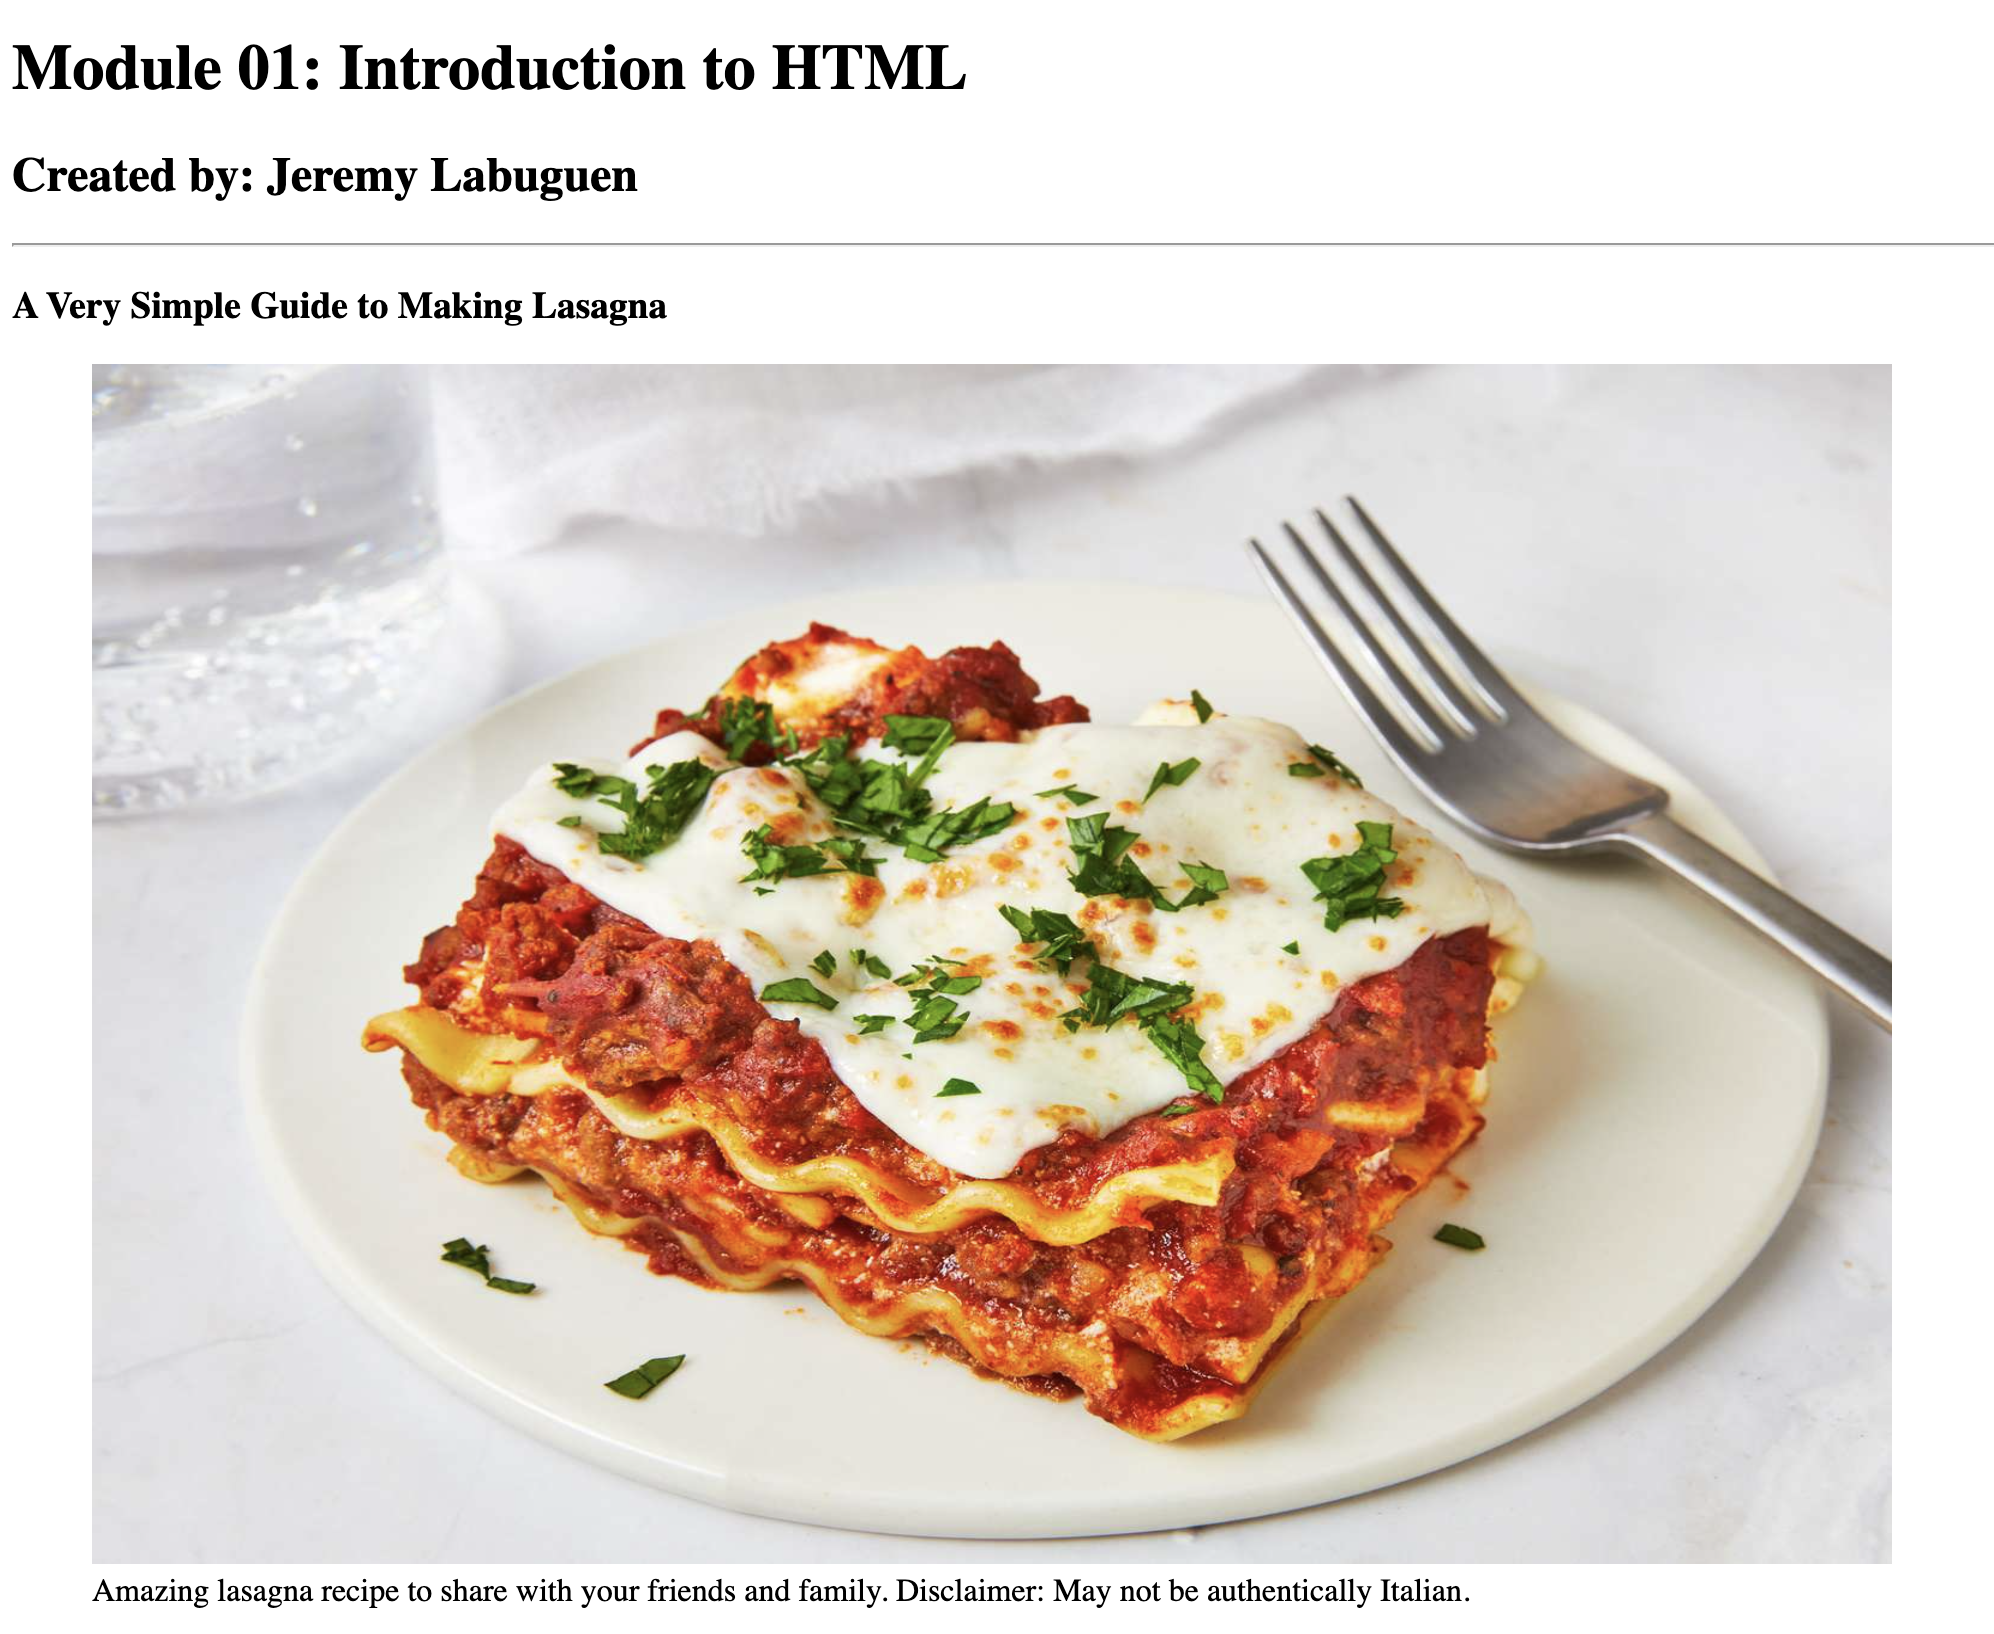 Module 01: Introduction to HTML
Created by: Jeremy Labuguen
A Very Simple Guide to Making Lasagna
Amazing lasagna recipe to share with your friends and family. Disclaimer: May not be authentically Italian.